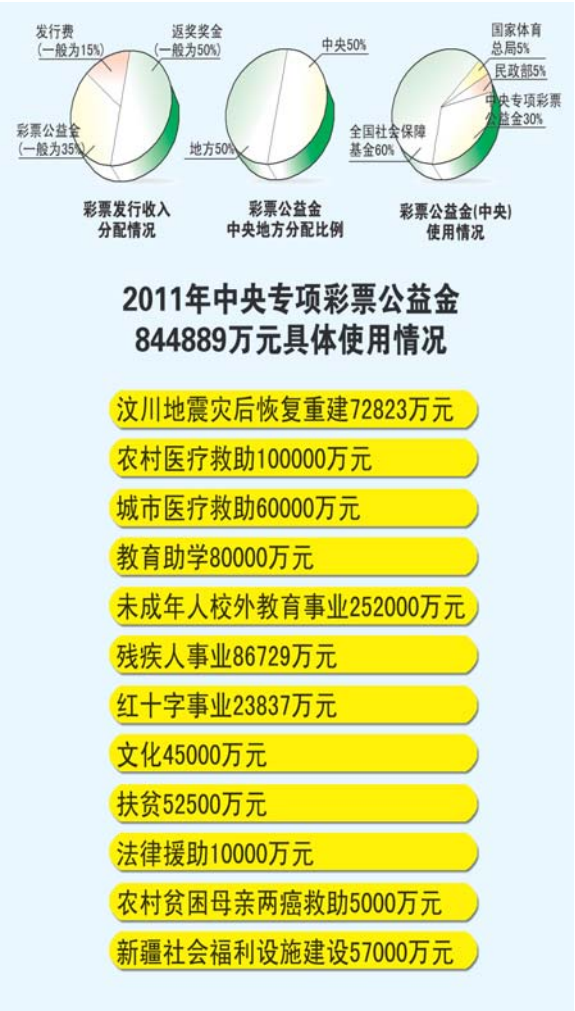 发行费
(一般为15%)
返奖奖金
(一般为50%)
彩票公益金
(一般为35%)
彩票发行收入
分配情况
中央50%
地方50%
彩票公益金
中央地方分配比例
国家体育
总局5%
民政部5%
中央专项彩票
公益金30%
全国社会保障
基金60%
彩票公益金(中央)
使用情况
2011年中央专项彩票公益金
844889万元具体使用情况
汶川地震灾后恢复重建72823万元
农村医疗救助100000万元
城市医疗救助60000万元
教育助学80000万元
未成年人校外教育事业252000万元
残疾人事业86729万元
红十字事业23837万元
文化45000万元
扶贫52500万元
法律援助10000万元
农村贫困母亲两癌救助5000万元
新疆社会福利设施建设57000万元